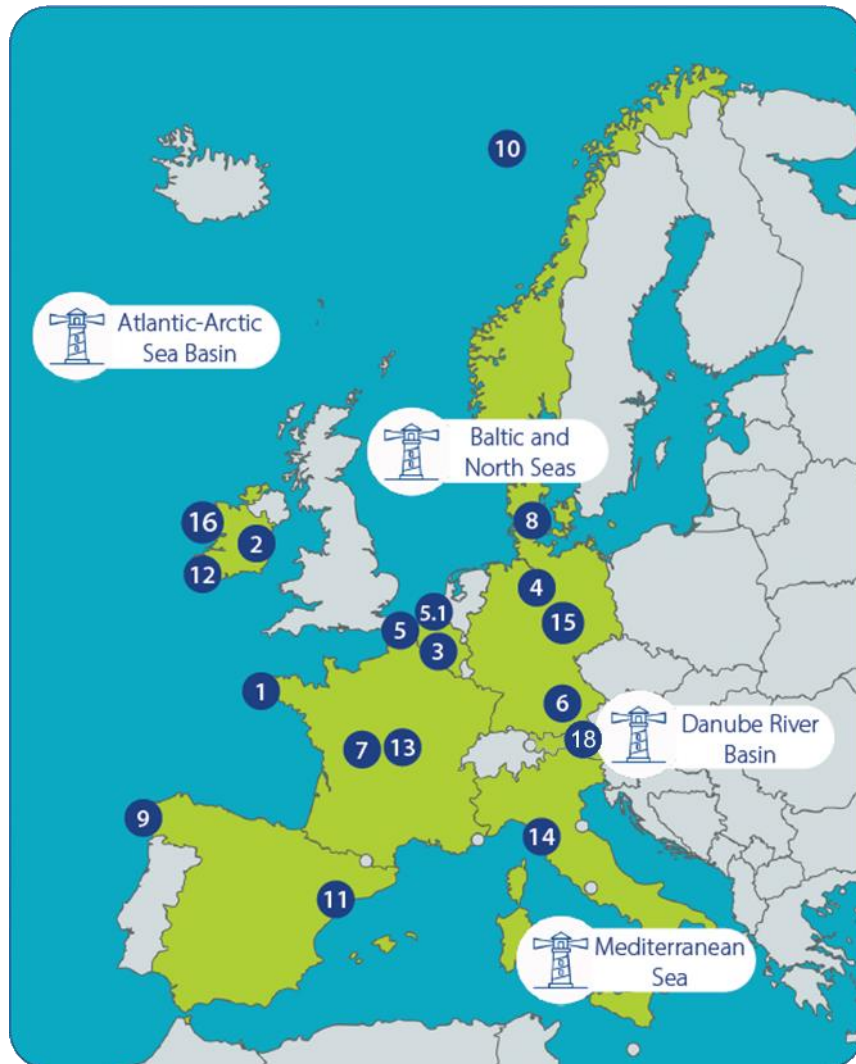 10
Atlantic-Arctic
Sea Basin
Baltic and
North Seas
16
2
8
12
4
5.1
15
5
3
1
6
18
Danube River
Basin
7
13
9
14
11
Mediterranean
Sea